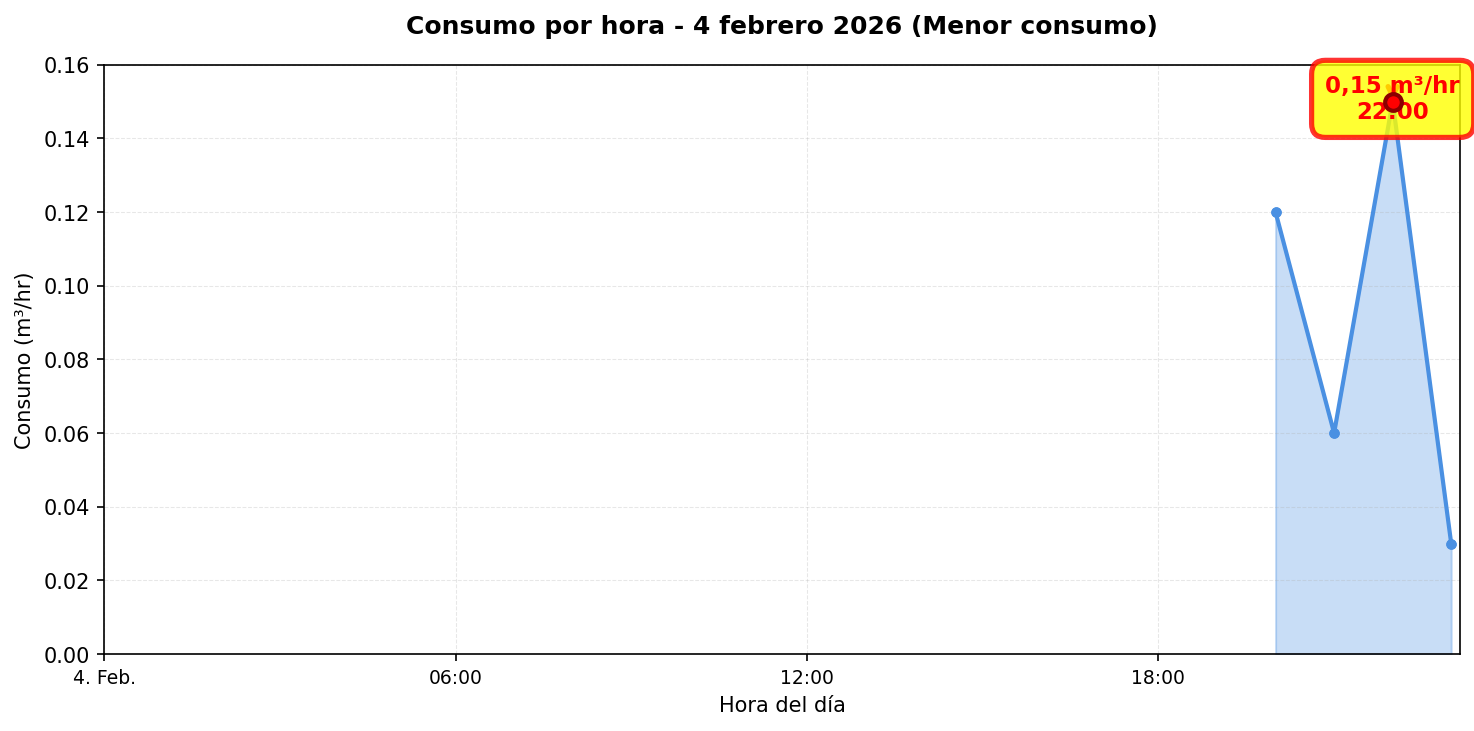 Consumo por hora - 4 febrero 2026 (Menor consumo)
0,15 m³/hr
22:00
Consumo (m³/hr)
0.16
0.14
0.12
0.10
0.08
0.06
0.04
0.02
0.00
4. Feb.
06:00
12:00
18:00
Hora del día